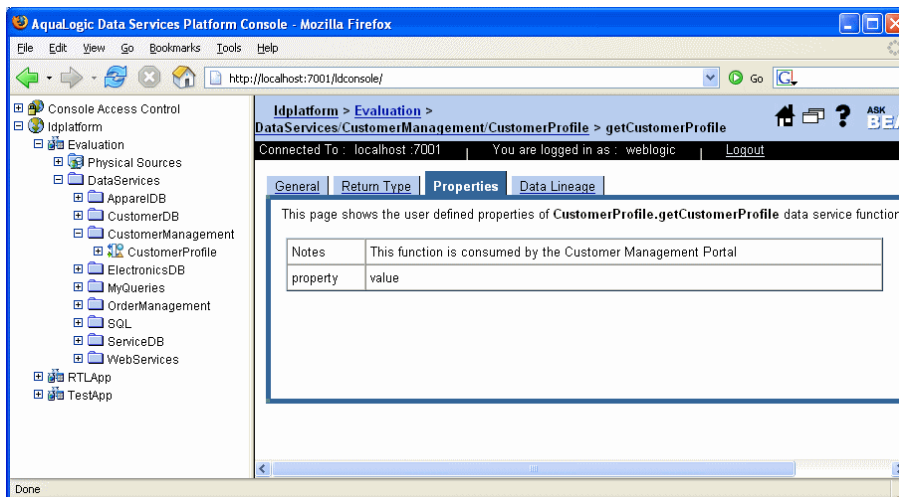 AquaLogic Data Services Platform Console - Mozilla Firefox
File Edit View Go Bookmarks Tools Help
http://localhost:7001/ldconsole/
Go
Console Access Control
ldplatform
Evaluation
Physical Sources
DataServices
ApparelDB
CustomerDB
CustomerManagement
CustomerProfile
ElectronicsDB
MyQueries
OrderManagement
SQL
ServiceDB
WebServices
RTLApp
TestApp
ldplatform > Evaluation >
DataServices/CustomerManagement/CustomerProfile > getCustomerProfile
ASK
BEA
Connected To : localhost :7001 You are logged in as : weblogic Logout
General Return Type Properties Data Lineage
This page shows the user defined properties of CustomerProfile.getCustomerProfile data service function
Notes This function is consumed by the Customer Management Portal
property value
Done